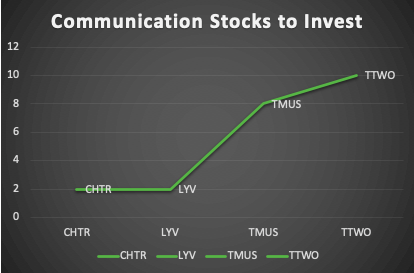 Communication Stocks to Invest
12
10
TTWO
8
TMUS
6
4
2
CHTR LYV
0
CHTR LYV TMUS TTWO
CHTR LYV TMUS TTWO